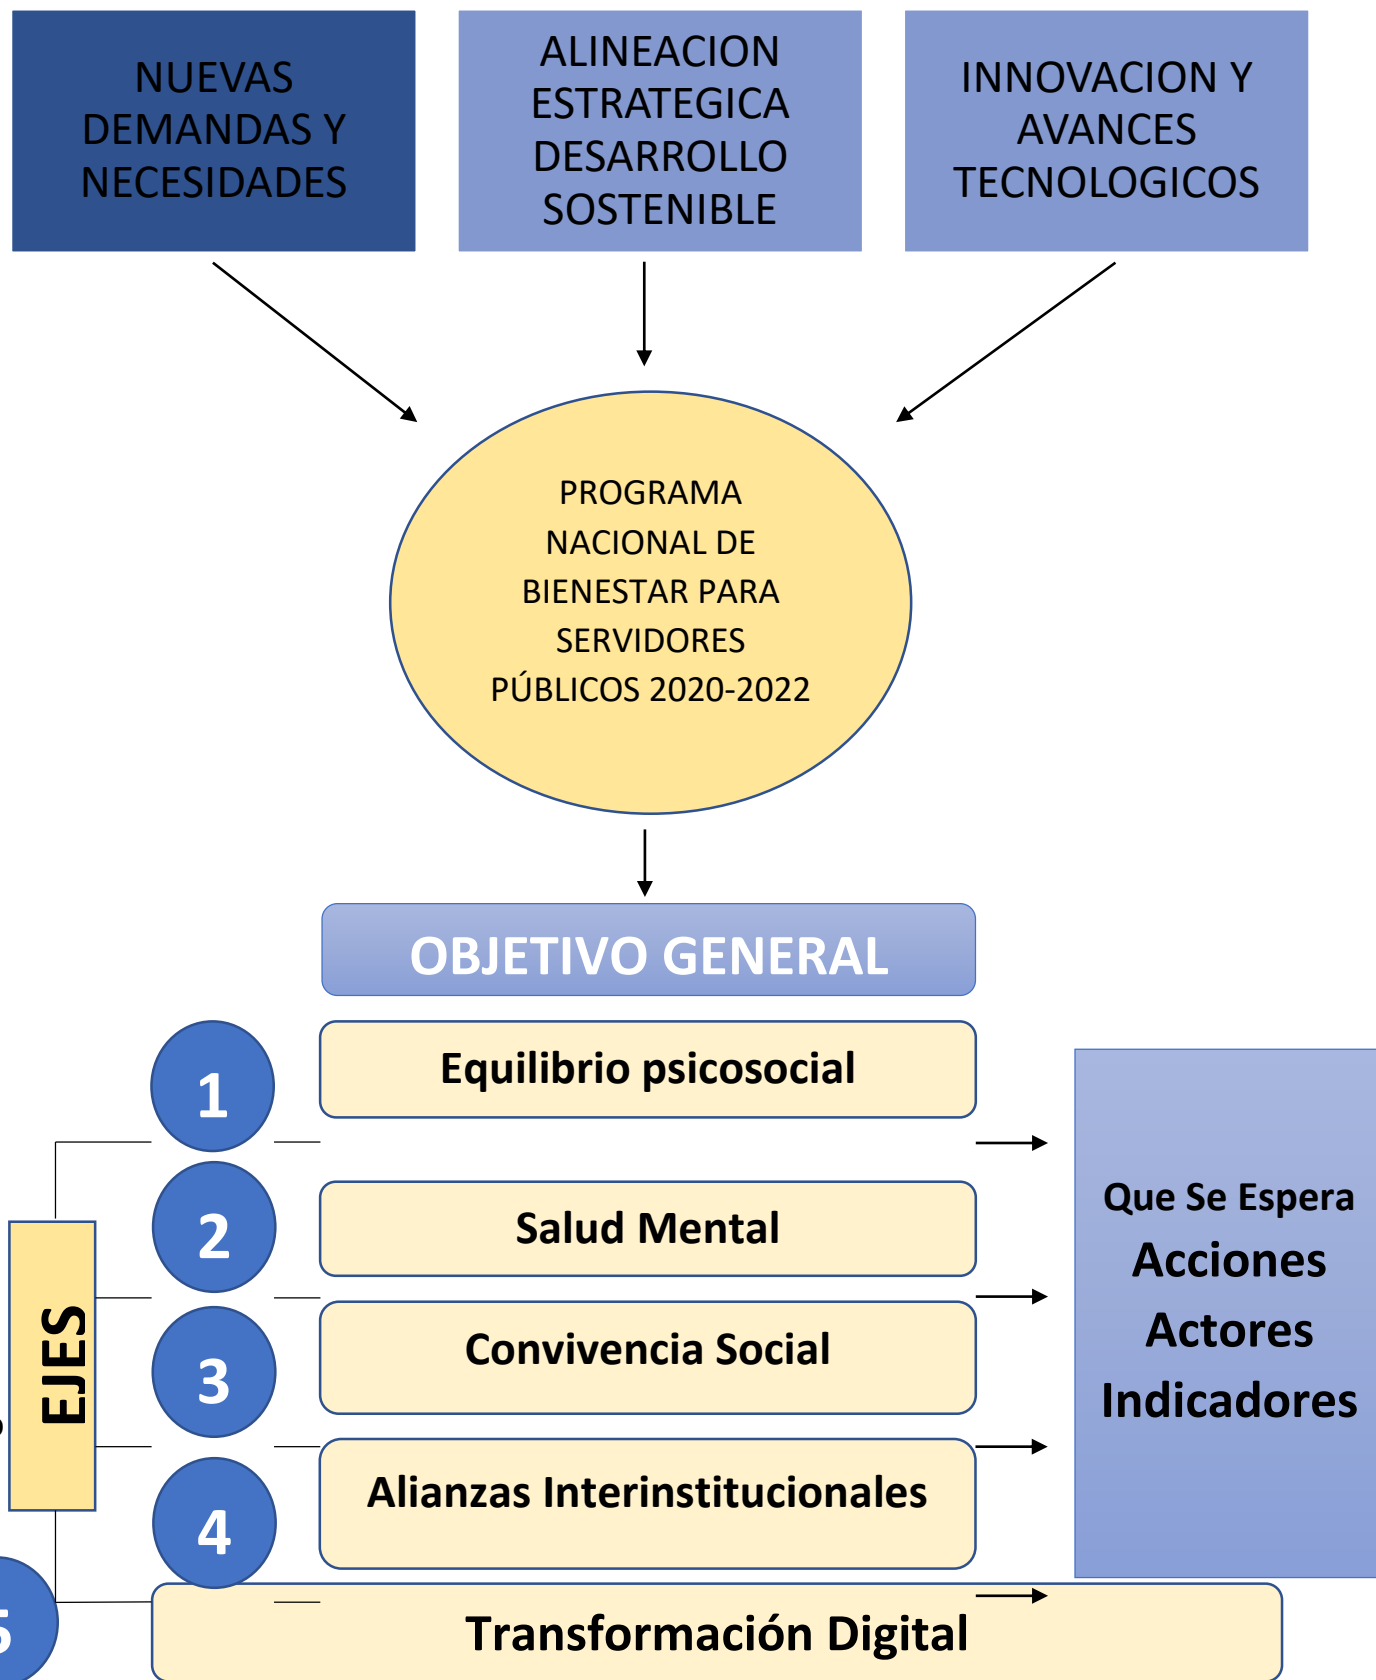 NUEVAS
DEMANDAS Y
NECESIDADES
ALINEACION
ESTRATEGICA
DESARROLLO
SOSTENIBLE
INNOVACION Y
AVANCES
TECNOLOGICOS
PROGRAMA
NACIONAL DE
BIENESTAR PARA
SERVIDORES
PÚBLICOS 2020-2022
OBJETIVO GENERAL
1
Equilibrio psicosocial
2
Salud Mental
3
Convivencia Social
4
Alianzas Interinstitucionales
5
Transformación Digital
EJES
Que Se Espera
Acciones
Actores
Indicadores